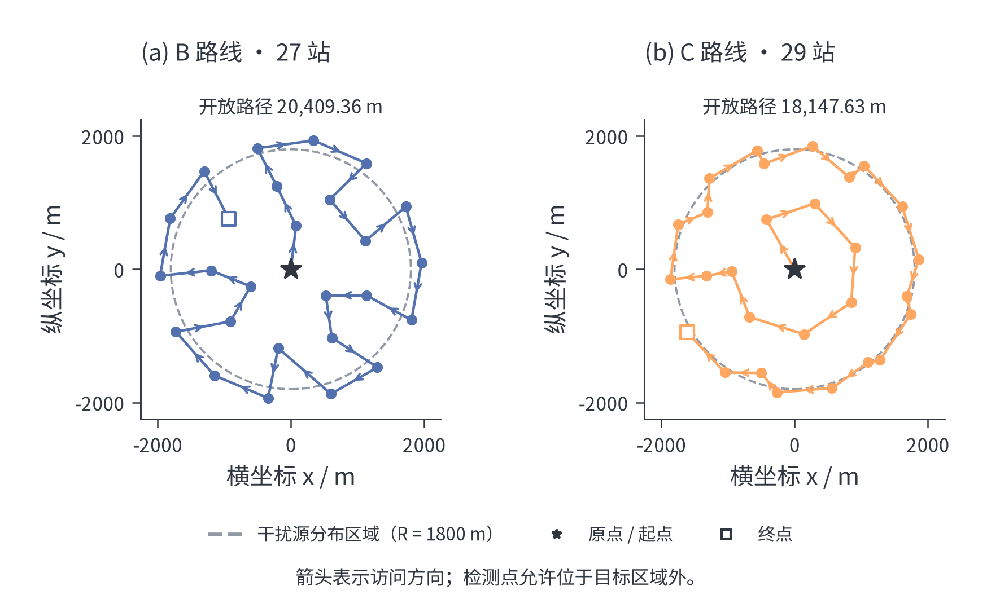 (a) B 路线 · 27 站
开放路径 20,409.36 m
纵坐标 y / m
2000
0
-2000
-2000 0 2000
横坐标 x / m
(b) C 路线 · 29 站
开放路径 18,147.63 m
纵坐标 y / m
2000
0
-2000
-2000 0 2000
横坐标 x / m
干扰源分布区域（R = 1800 m） 原点 / 起点 终点
箭头表示访问方向；检测点允许位于目标区域外。